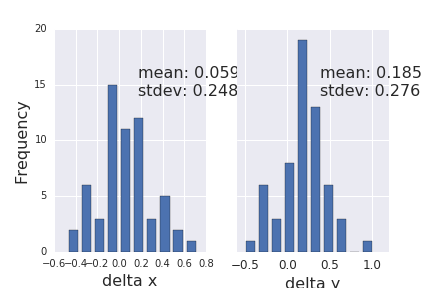 20
15
10
5
0
Frequency
mean: 0.059
stdev: 0.248
−0.6 −0.4 −0.2 0.0 0.2 0.4 0.6 0.8
delta x
mean: 0.185
stdev: 0.276
−0.5 0.0 0.5 1.0
delta y